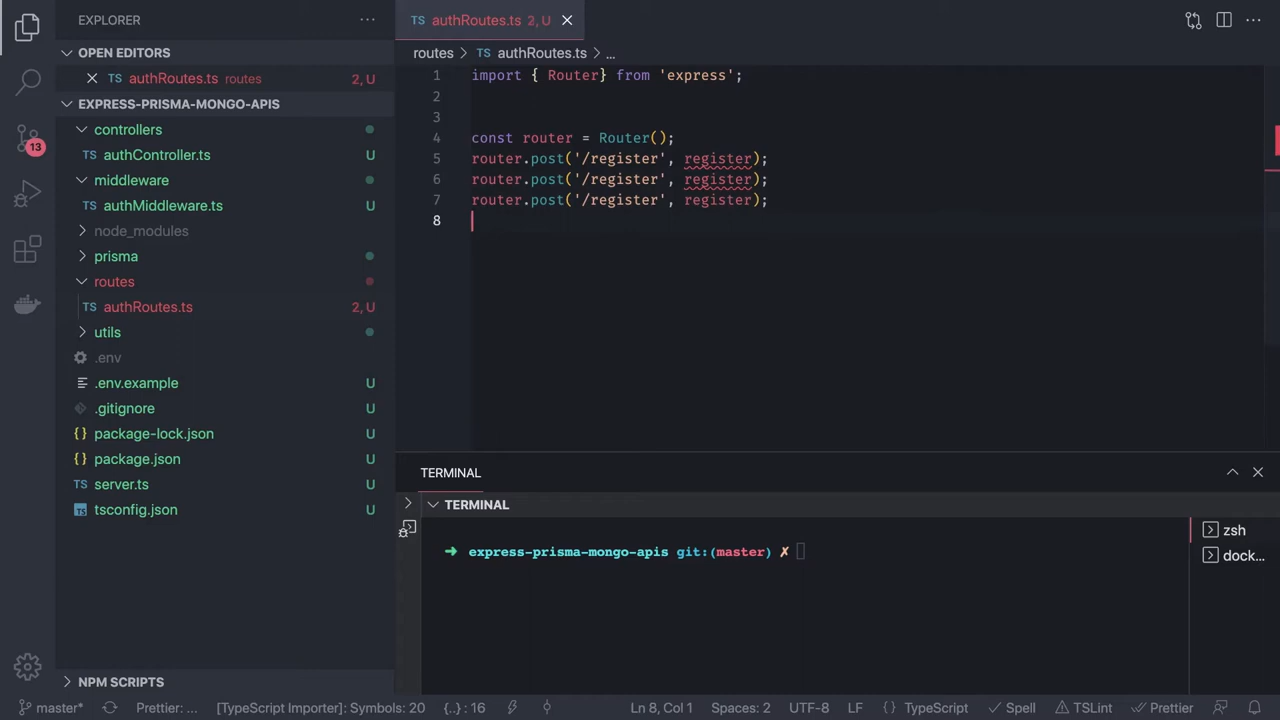 EXPLORER
OPEN EDITORS
authRoutes.ts routes 2, U
EXPRESS-PRISMA-MONGO-APIS
controllers
TS authController.ts U
middleware
TS authMiddleware.ts U
node_modules
prisma
routes
TS authRoutes.ts 2, U
utils
.env
.env.example U
.gitignore U
{} package-lock.json U
{} package.json U
TS server.ts U
TS tsconfig.json U
NPM SCRIPTS
13
TS authRoutes.ts 2, U
routes > TS authRoutes.ts > ...
1 import { Router} from 'express';
2
3
4 const router = Router();
5 router.post('/register', register);
6 router.post('/register', register);
7 router.post('/register', register);
8
TERMINAL
TERMINAL
➜ express-prisma-mongo-apis git:(master) ✗
zsh
dock...
master* Prettier: ... [TypeScript Importer]: Symbols: 20 {..} : 16 Ln 8, Col 1 Spaces: 2 UTF-8 LF {} TypeScript Spell TSLint Prettier